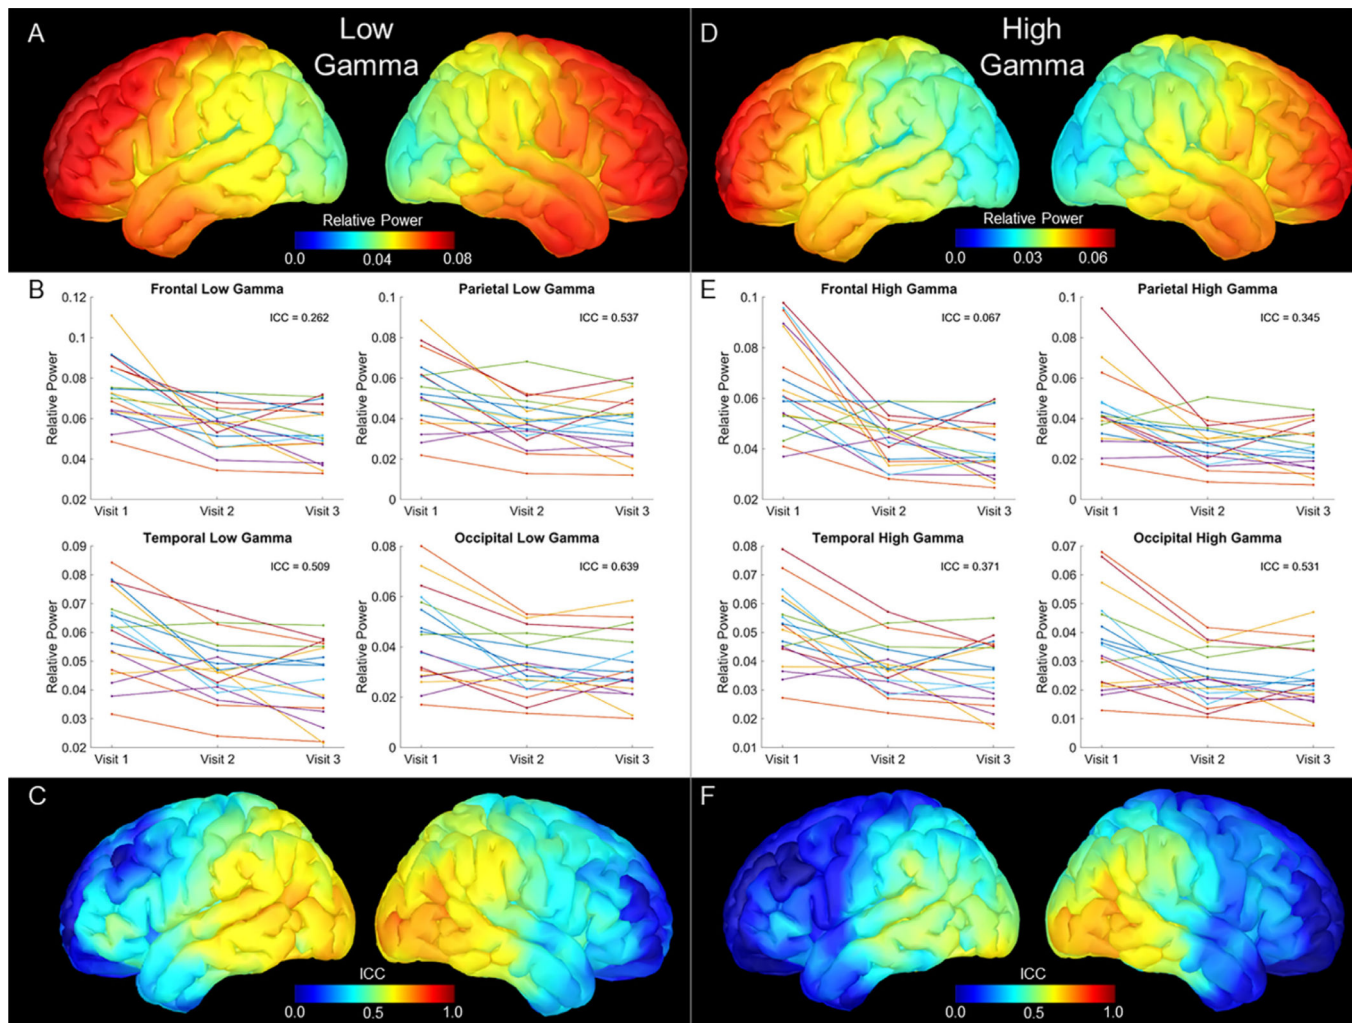 A
Low
Gamma
Relative Power
0.0 0.04 0.08
D
High
Gamma
Relative Power
0.0 0.03 0.06
B
Frontal Low Gamma
ICC = 0.262
Relative Power
0.12
0.1
0.08
0.06
0.04
0.02
Visit 1 Visit 2 Visit 3
Parietal Low Gamma
ICC = 0.537
Relative Power
0.1
0.08
0.06
0.04
0.02
0
Visit 1 Visit 2 Visit 3
Temporal Low Gamma
ICC = 0.509
Relative Power
0.09
0.08
0.07
0.06
0.05
0.04
0.03
0.02
Visit 1 Visit 2 Visit 3
Occipital Low Gamma
ICC = 0.639
Relative Power
0.08
0.06
0.04
0.02
0
Visit 1 Visit 2 Visit 3
E
Frontal High Gamma
ICC = 0.067
Relative Power
0.1
0.08
0.06
0.04
0.02
Visit 1 Visit 2 Visit 3
Parietal High Gamma
ICC = 0.345
Relative Power
0.1
0.08
0.06
0.04
0.02
0
Visit 1 Visit 2 Visit 3
Temporal High Gamma
ICC = 0.371
Relative Power
0.08
0.07
0.06
0.05
0.04
0.03
0.02
0.01
Visit 1 Visit 2 Visit 3
Occipital High Gamma
ICC = 0.531
Relative Power
0.07
0.06
0.05
0.04
0.03
0.02
0.01
0
Visit 1 Visit 2 Visit 3
C
ICC
0.0 0.5 1.0
F
ICC
0.0 0.5 1.0